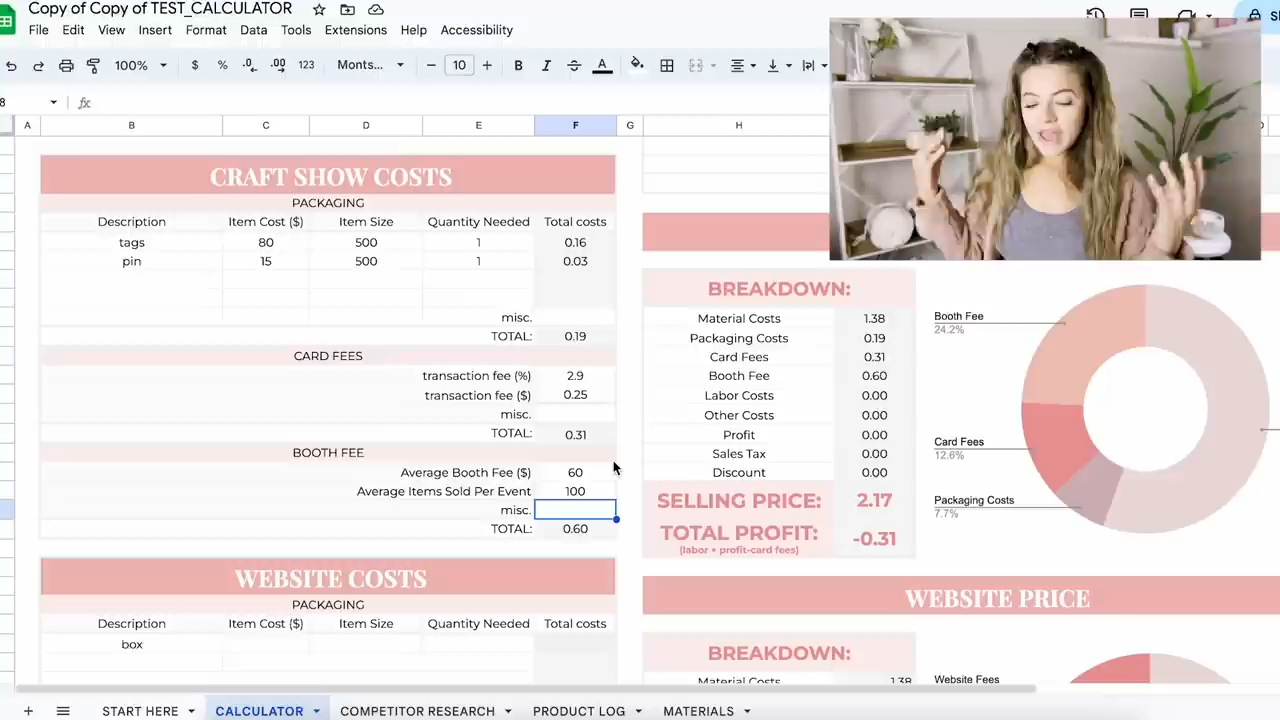 Copy of Copy of TEST_CALCULATOR
File Edit View Insert Format Data Tools Extensions Help Accessibility
100% $ % .0 .00 123 Monts... − 10 + B I A
8 fx
A B C D E F G H
CRAFT SHOW COSTS
PACKAGING
Description Item Cost ($) Item Size Quantity Needed Total costs
tags 80 500 1 0.16
pin 15 500 1 0.03
misc.
TOTAL: 0.19
CARD FEES
transaction fee (%) 2.9
transaction fee ($) 0.25
misc.
TOTAL: 0.31
BOOTH FEE
Average Booth Fee ($) 60
Average Items Sold Per Event 100
misc.
TOTAL: 0.60
WEBSITE COSTS
PACKAGING
Description Item Cost ($) Item Size Quantity Needed Total costs
box
BREAKDOWN:
Material Costs 1.38
Packaging Costs 0.19
Card Fees 0.31
Booth Fee 0.60
Labor Costs 0.00
Other Costs 0.00
Profit 0.00
Sales Tax 0.00
Discount 0.00
SELLING PRICE: 2.17
TOTAL PROFIT: -0.31
(labor + profit-card fees)
Booth Fee
24.2%
Card Fees
12.6%
Packaging Costs
7.7%
WEBSITE PRICE
BREAKDOWN:
Material Costs 1.38
Website Fees
+ START HERE CALCULATOR COMPETITOR RESEARCH PRODUCT LOG MATERIALS